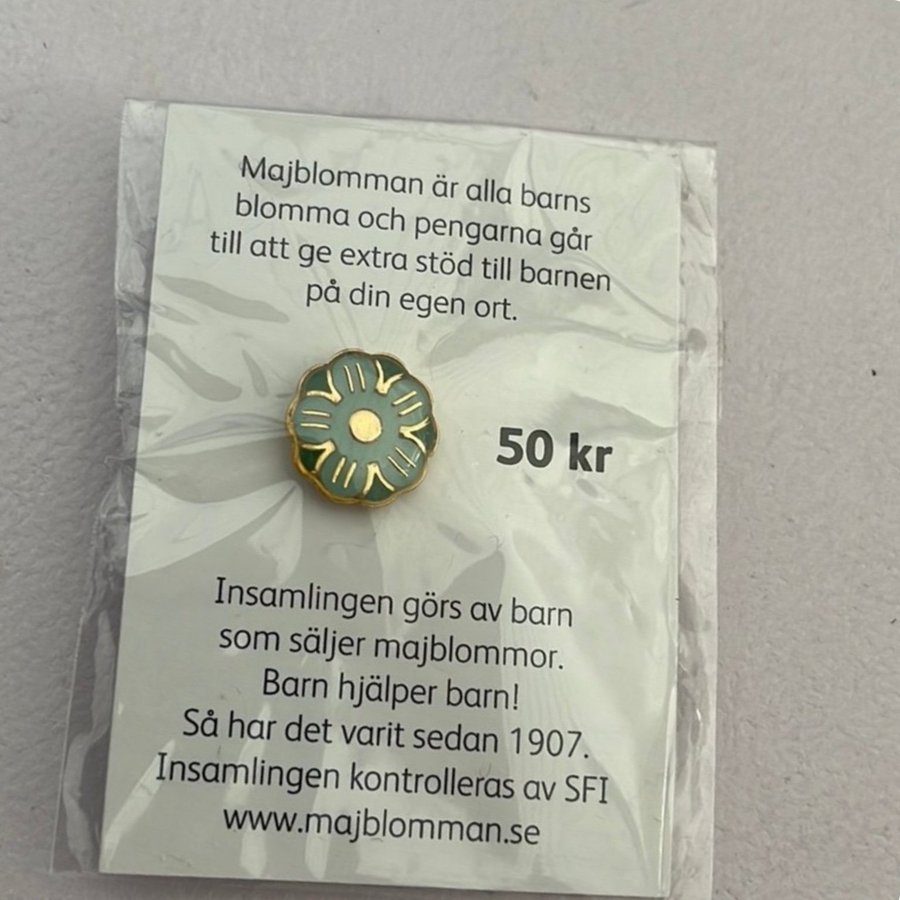 Majblomman är alla barns
blomma och pengarna går
till att ge extra stöd till barnen
på din egen ort.
50 kr
Insamlingen görs av barn
som säljer majblommor.
Barn hjälper barn!
Så har det varit sedan 1907.
Insamlingen kontrolleras av SFI
www.majblomman.se